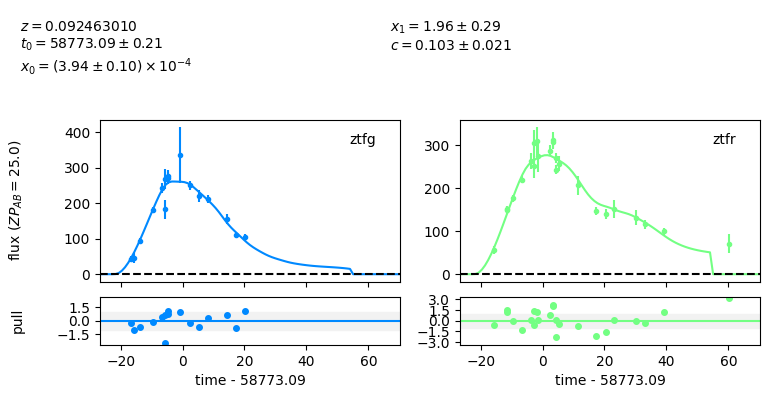 z = 0.092463010
t₀ = 58773.09 ± 0.21
x₀ = (3.94 ± 0.10) × 10⁻⁴
x₁ = 1.96 ± 0.29
c = 0.103 ± 0.021
flux (ZP_AB = 25.0)
400
300
200
100
0
ztfg
300
200
100
0
ztfr
pull
1.5
0.0
−1.5
−20
0
20
40
60
time - 58773.09
3.0
1.5
0.0
−1.5
−3.0
−20
0
20
40
60
time - 58773.09